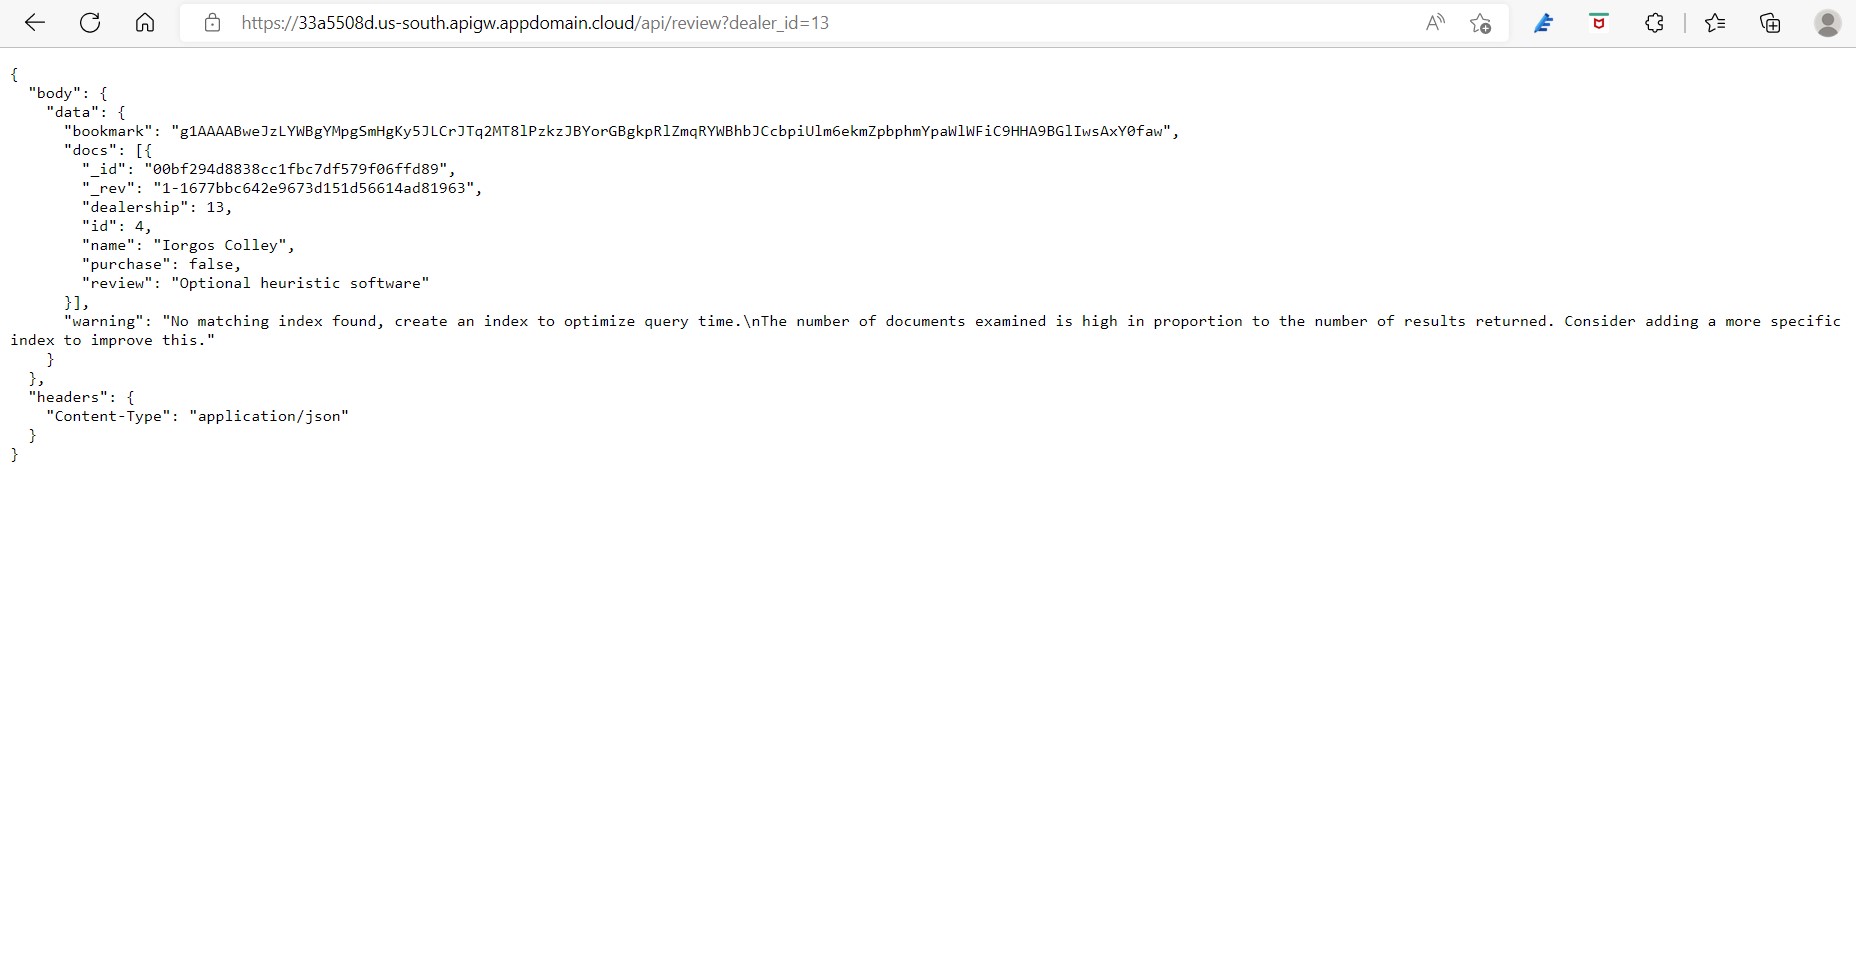 https://33a5508d.us-south.apigw.appdomain.cloud/api/review?dealer_id=13
{
  "body": {
    "data": {
      "bookmark": "g1AAAABweJzLYWBgYMpgSmHgKy5JLCrJTq2MT8lPzkzJBYorGBgkpRlZmqRYWBhbJCcbpiUlm6ekmZpbphmYpaWlWFiC9HHA9BGlIwsAxY0faw",
      "docs": [{
        "_id": "00bf294d8838cc1fbc7df579f06ffd89",
        "_rev": "1-1677bbc642e9673d151d56614ad81963",
        "dealership": 13,
        "id": 4,
        "name": "Iorgos Colley",
        "purchase": false,
        "review": "Optional heuristic software"
      }],
      "warning": "No matching index found, create an index to optimize query time.\nThe number of documents examined is high in proportion to the number of results returned. Consider adding a more specific
index to improve this."
    }
  },
  "headers": {
    "Content-Type": "application/json"
  }
}